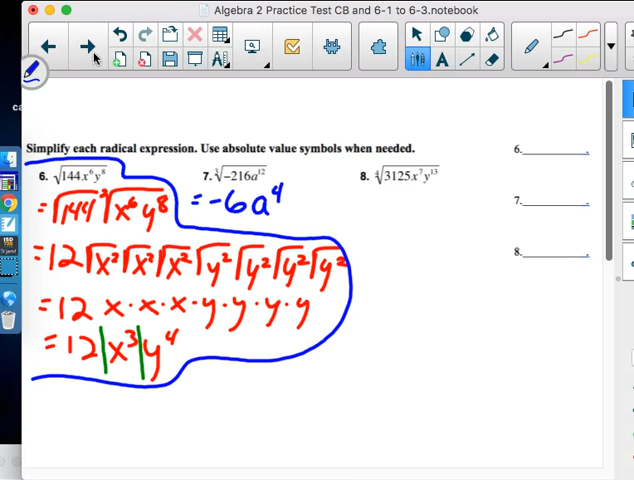 Algebra 2 Practice Test CB and 6-1 to 6-3.notebook
Simplify each radical expression. Use absolute value symbols when needed.
6. √144x⁶y⁸ 7. ³√-216a¹² 8. ⁴√3125x⁷y¹³
6.
= √144 √x⁶y⁸
= -6a⁴
7.
= 12 √x² √x² √x² √y² √y² √y² √y²
8.
= 12 x · x · x · y · y · y · y
= 12 |x³| y⁴